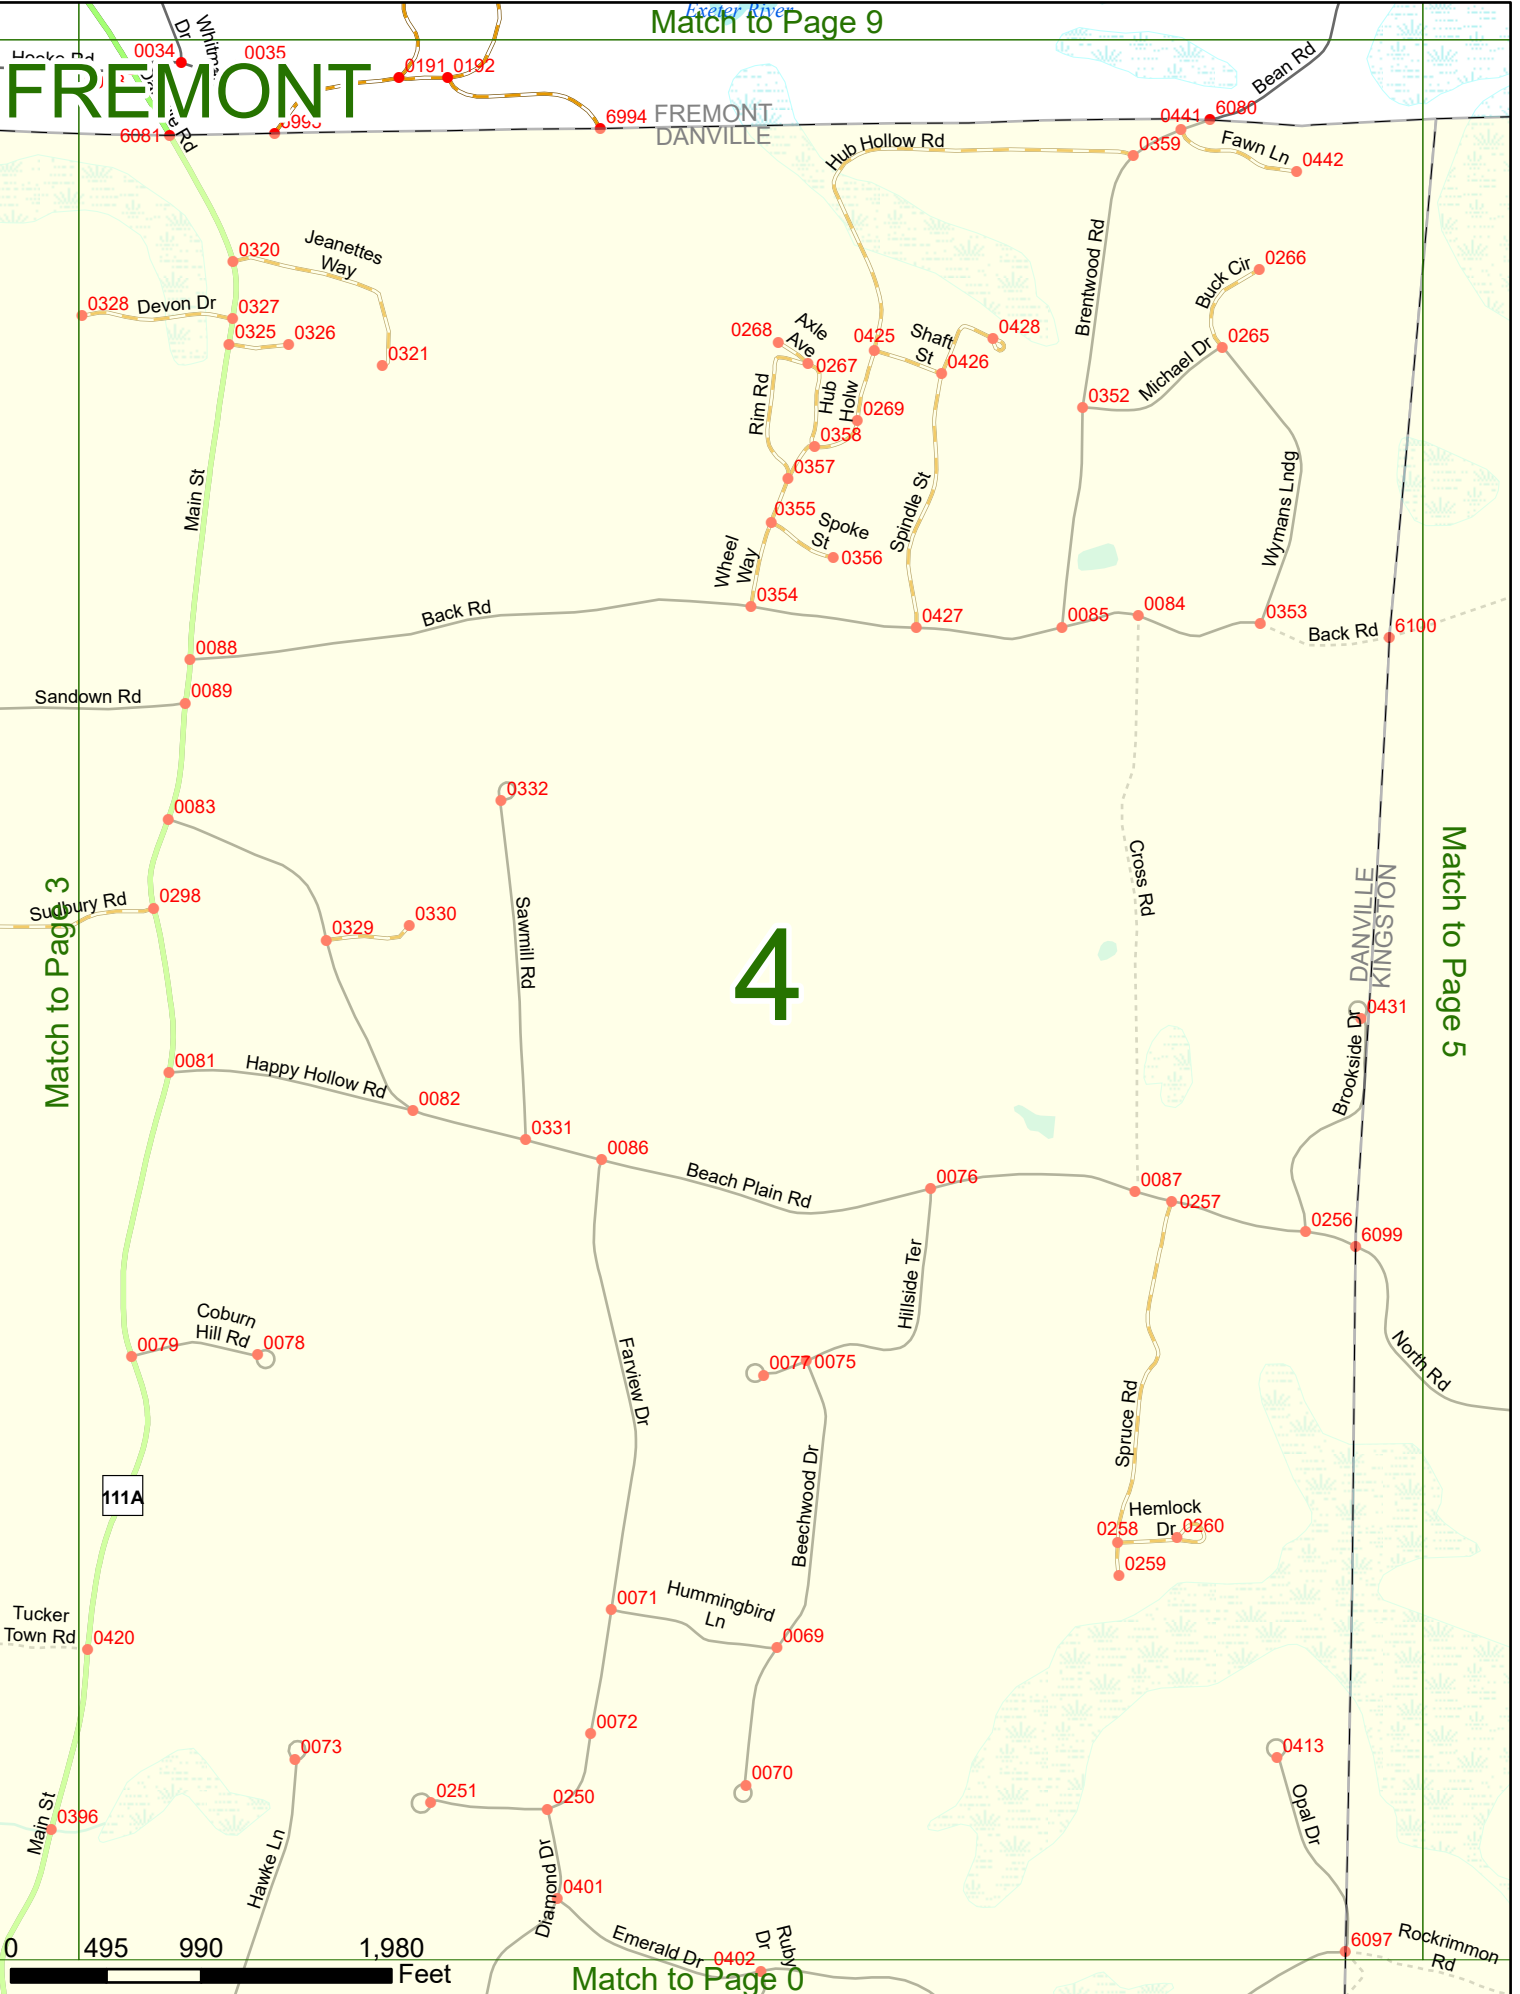 Exeter River
Match to Page 9
Dr
0034
0035
0191
0192
Bean Rd
FREMONT
6081
6994
FREMONT
DANVILLE
0441
6080
0359
Fawn Ln
0442
Hub Hollow Rd
0320
Jeanettes
Way
Brentwood Rd
Buck Cir
0266
0328
Devon Dr
0327
0325
0326
0321
0268
Axle
Ave
0267
0425
Shaft
St
0428
0426
0265
Michael Dr
0352
Rim Rd
Hub
Holw
0269
0358
0357
Main St
Spindle St
Wymans Lndg
0355
Spoke
St
0356
Wheel
Way
0354
Back Rd
0427
0085
0084
0353
Back Rd
6100
0088
Sandown Rd
0089
0332
0083
Cross Rd
Match to Page 3
Sudbury Rd
0298
0330
0329
Sawmill Rd
4
DANVILLE
KINGSTON
Match to Page 5
0431
Brookside Dr
0081
Happy Hollow Rd
0082
0331
0086
Beach Plain Rd
0076
0087
0257
0256
6099
Hillside Ter
Coburn
Hill Rd
0079
0078
Farview Dr
0077
0075
North Rd
Spruce Rd
Beechwood Dr
111A
Hemlock
Dr
0258
0260
0259
Tucker
Town Rd
0420
0071
Hummingbird
Ln
0069
0072
0073
0413
0251
0250
0070
Opal Dr
Main St
0396
Hawke Ln
Diamond Dr
0401
Emerald Dr
0402
Ruby
Dr
6097
Rockrimmon
Rd
0
495
990
1,980
Feet
Match to Page 0